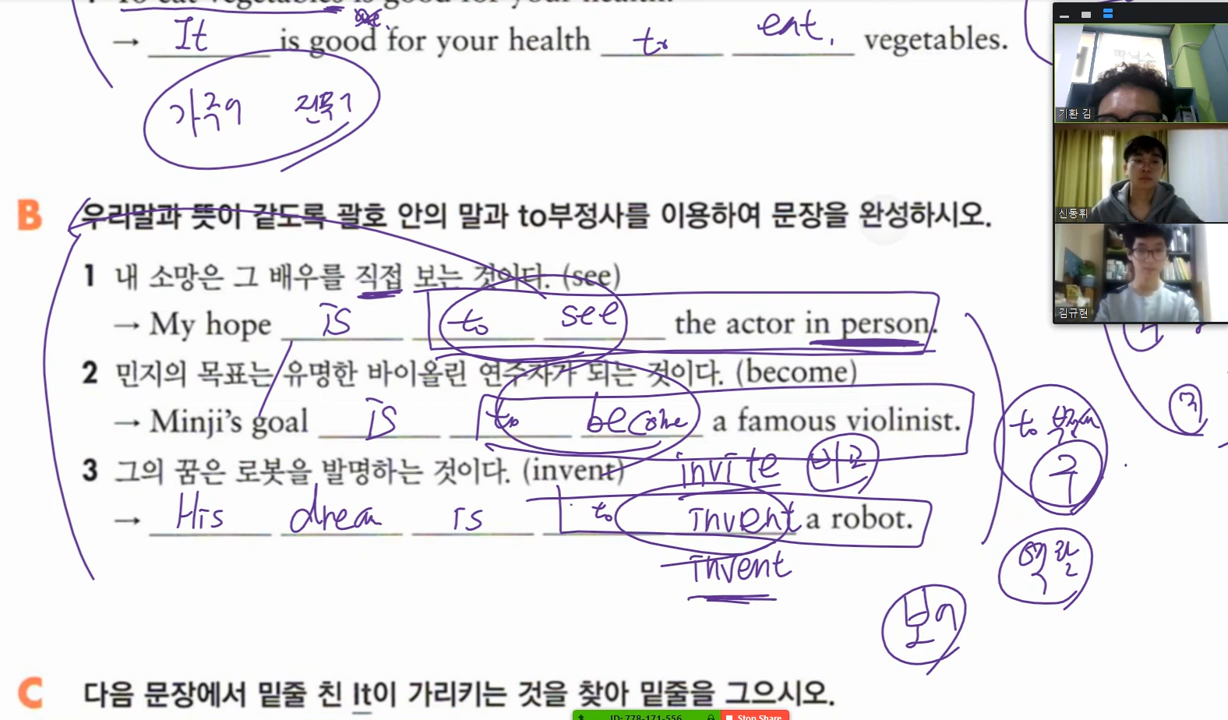 → It is good for your health to eat, vegetables.
가주어 진주어
B 우리말과 뜻이 같도록 괄호 안의 말과 to부정사를 이용하여 문장을 완성하시오.
1 내 소망은 그 배우를 직접 보는 것이다. (see)
→ My hope is to see the actor in person.
2 민지의 목표는 유명한 바이올린 연주자가 되는 것이다. (become)
→ Minji's goal is to become a famous violinist.
3 그의 꿈은 로봇을 발명하는 것이다. (invent)
invite 비교
→ His dream is to invent a robot.
invent
to 부정사
구
역할
보어
C 다음 문장에서 밑줄 친 It이 가리키는 것을 찾아 밑줄을 그으시오.
기환 김
신동휘
김규헌
ID: 778-171-556 Stop Share